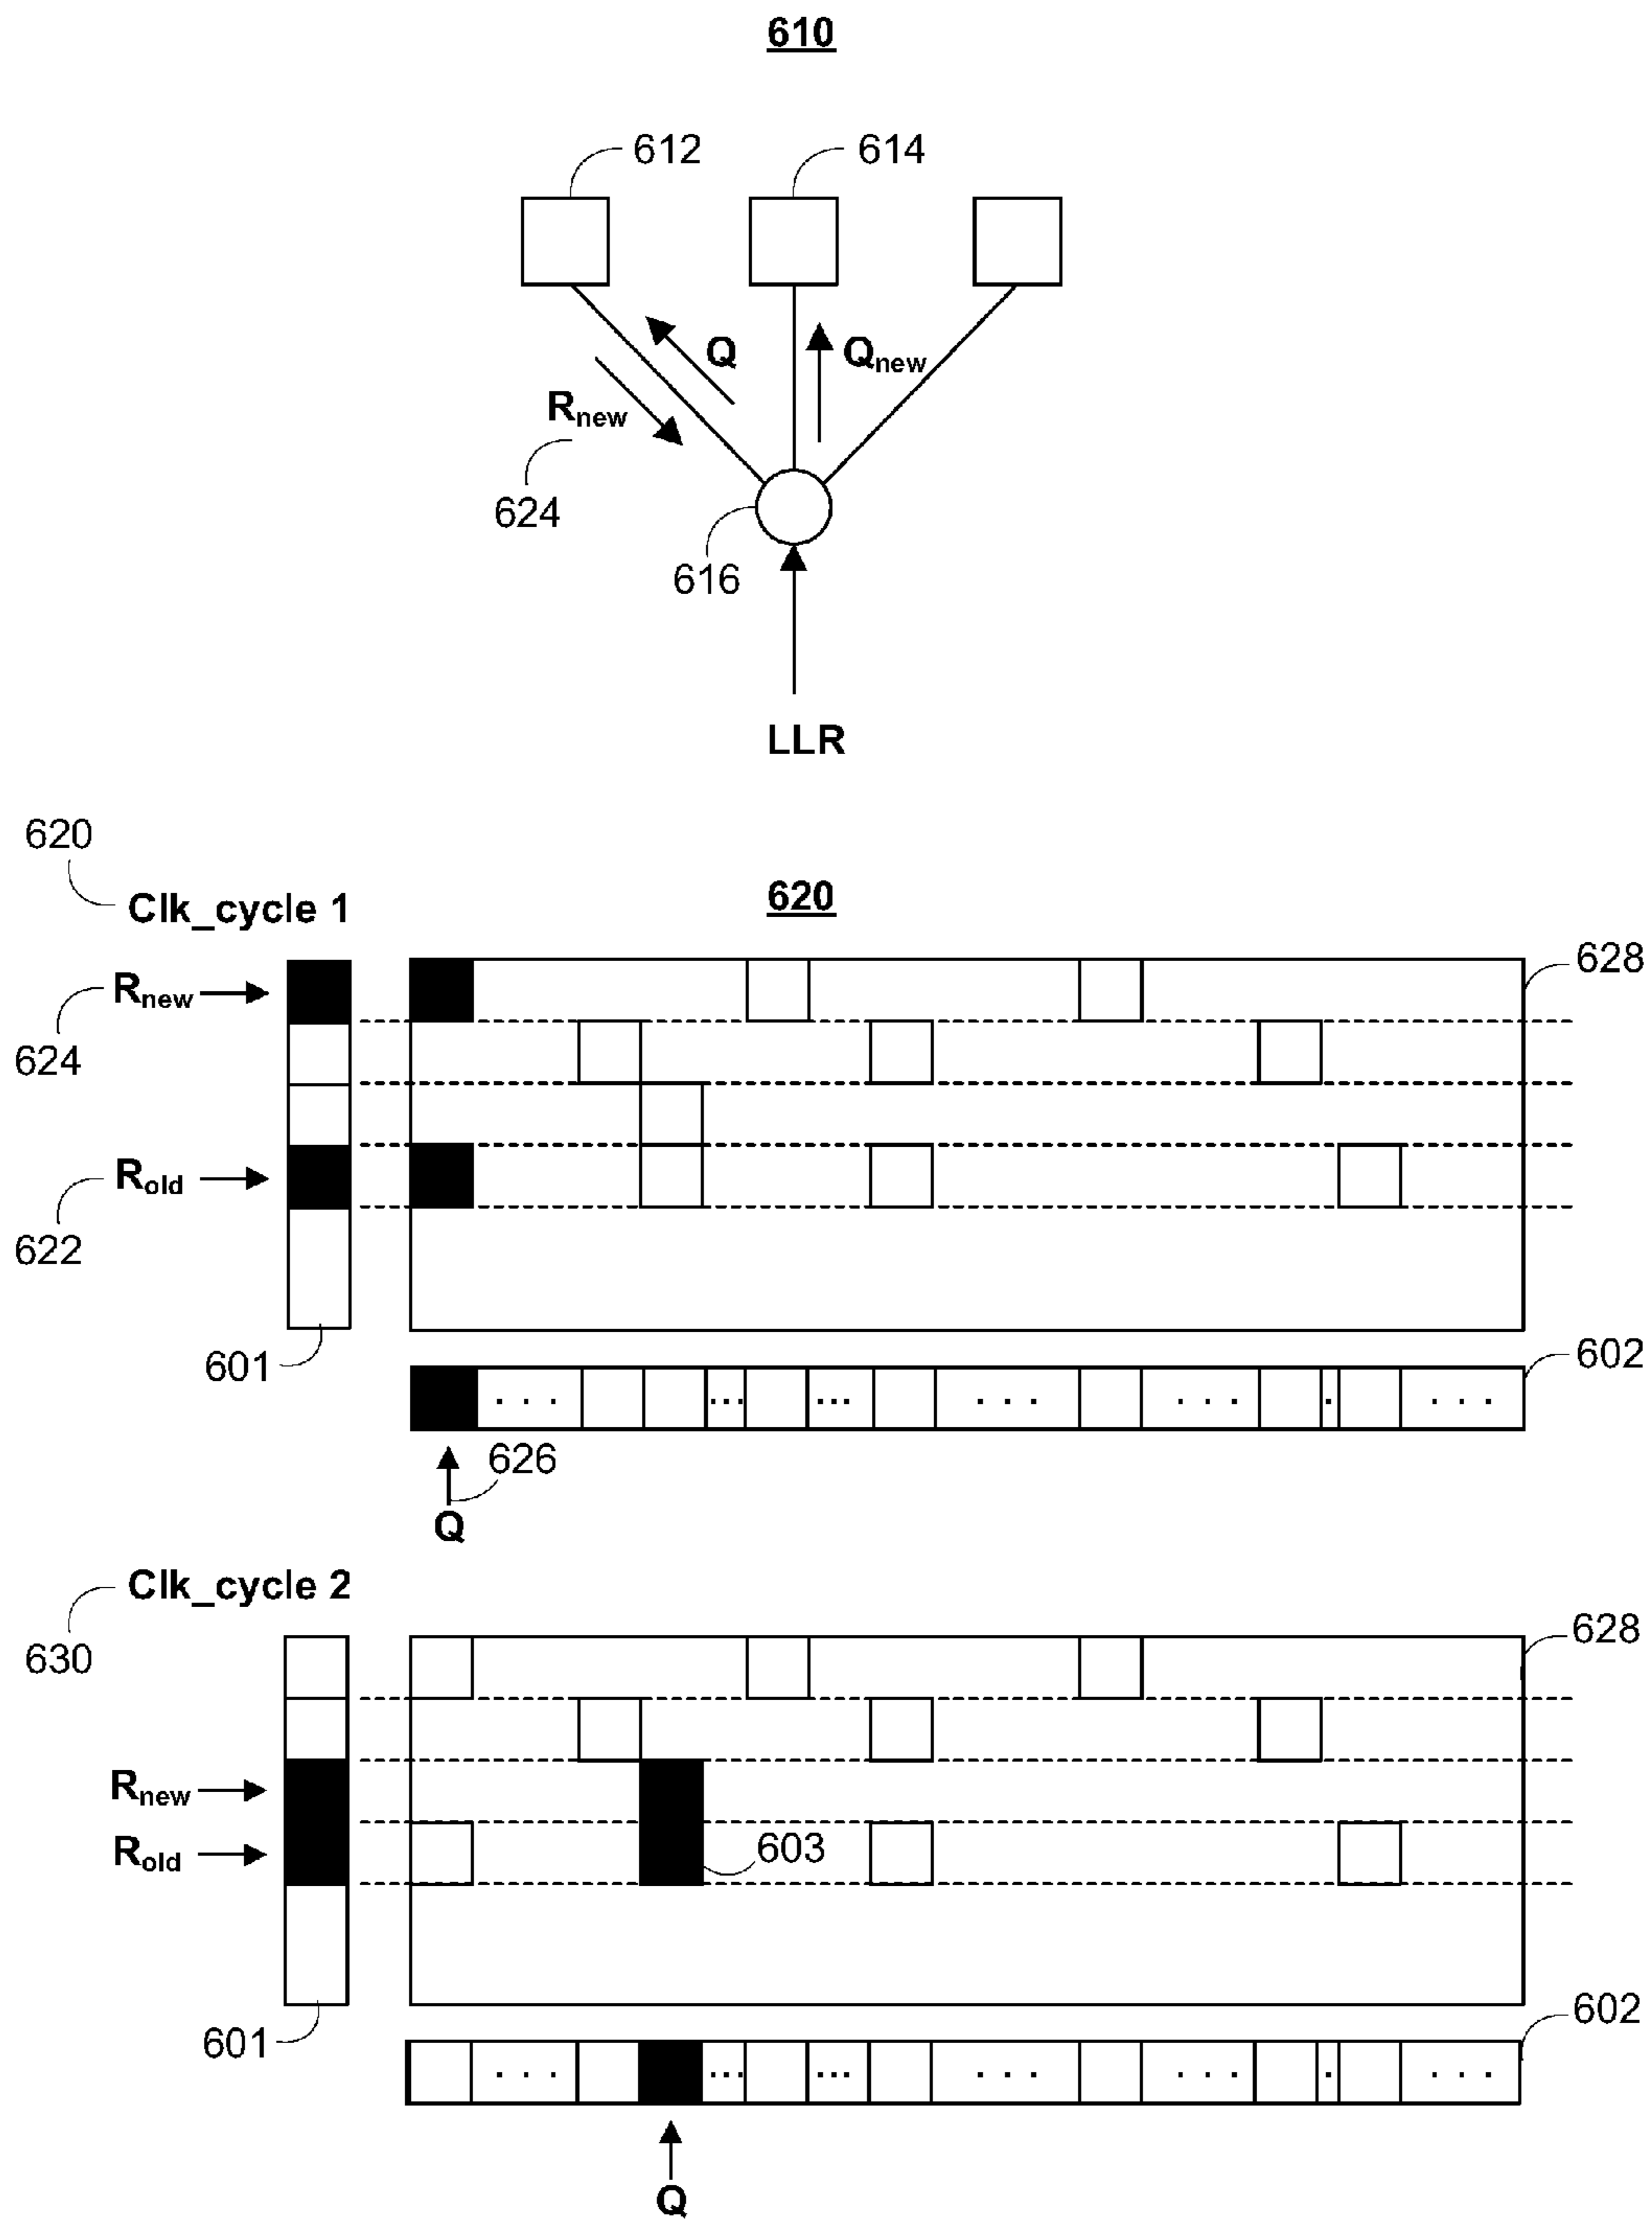 610
612
614
Q
Qnew
Rnew
624
616
LLR
620
Clk_cycle 1
620
628
Rnew
624
Rold
622
601
602
. . . ... ... . . . . . . . . . .
626
Q
Clk_cycle 2
628
630
Rnew
Rold
603
601
602
. . . ... ... . . . . . . . . . .
Q